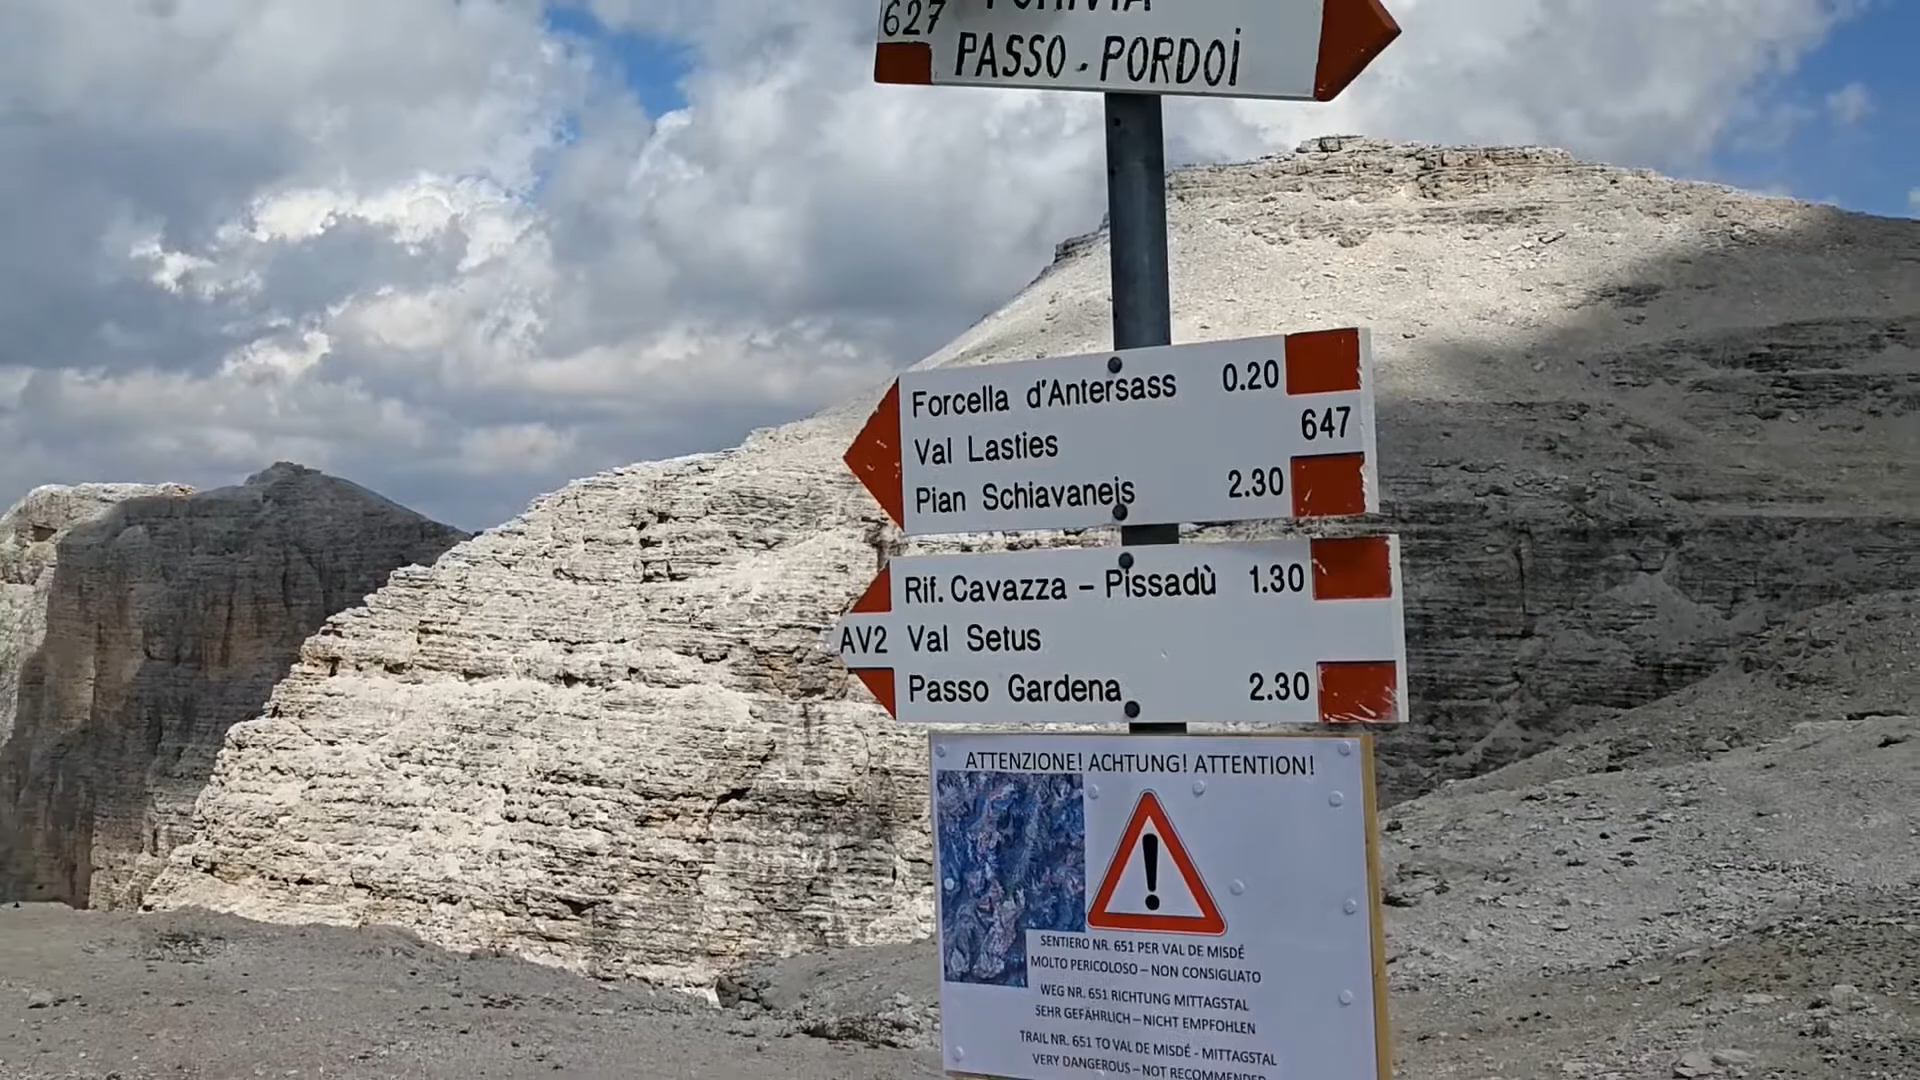 627
PASSO - PORDOI
Forcella d'Antersass 0.20
647
Val Lasties
Pian Schiavaneis 2.30
Rif. Cavazza – Pissadù 1.30
AV2 Val Setus
Passo Gardena 2.30
ATTENZIONE! ACHTUNG! ATTENTION!
SENTIERO NR. 651 PER VAL DE MISDÉ
MOLTO PERICOLOSO – NON CONSIGLIATO
WEG NR. 651 RICHTUNG MITTAGSTAL
SEHR GEFÄHRLICH – NICHT EMPFOHLEN
TRAIL NR. 651 TO VAL DE MISDÉ - MITTAGSTAL
VERY DANGEROUS – NOT RECOMMENDED